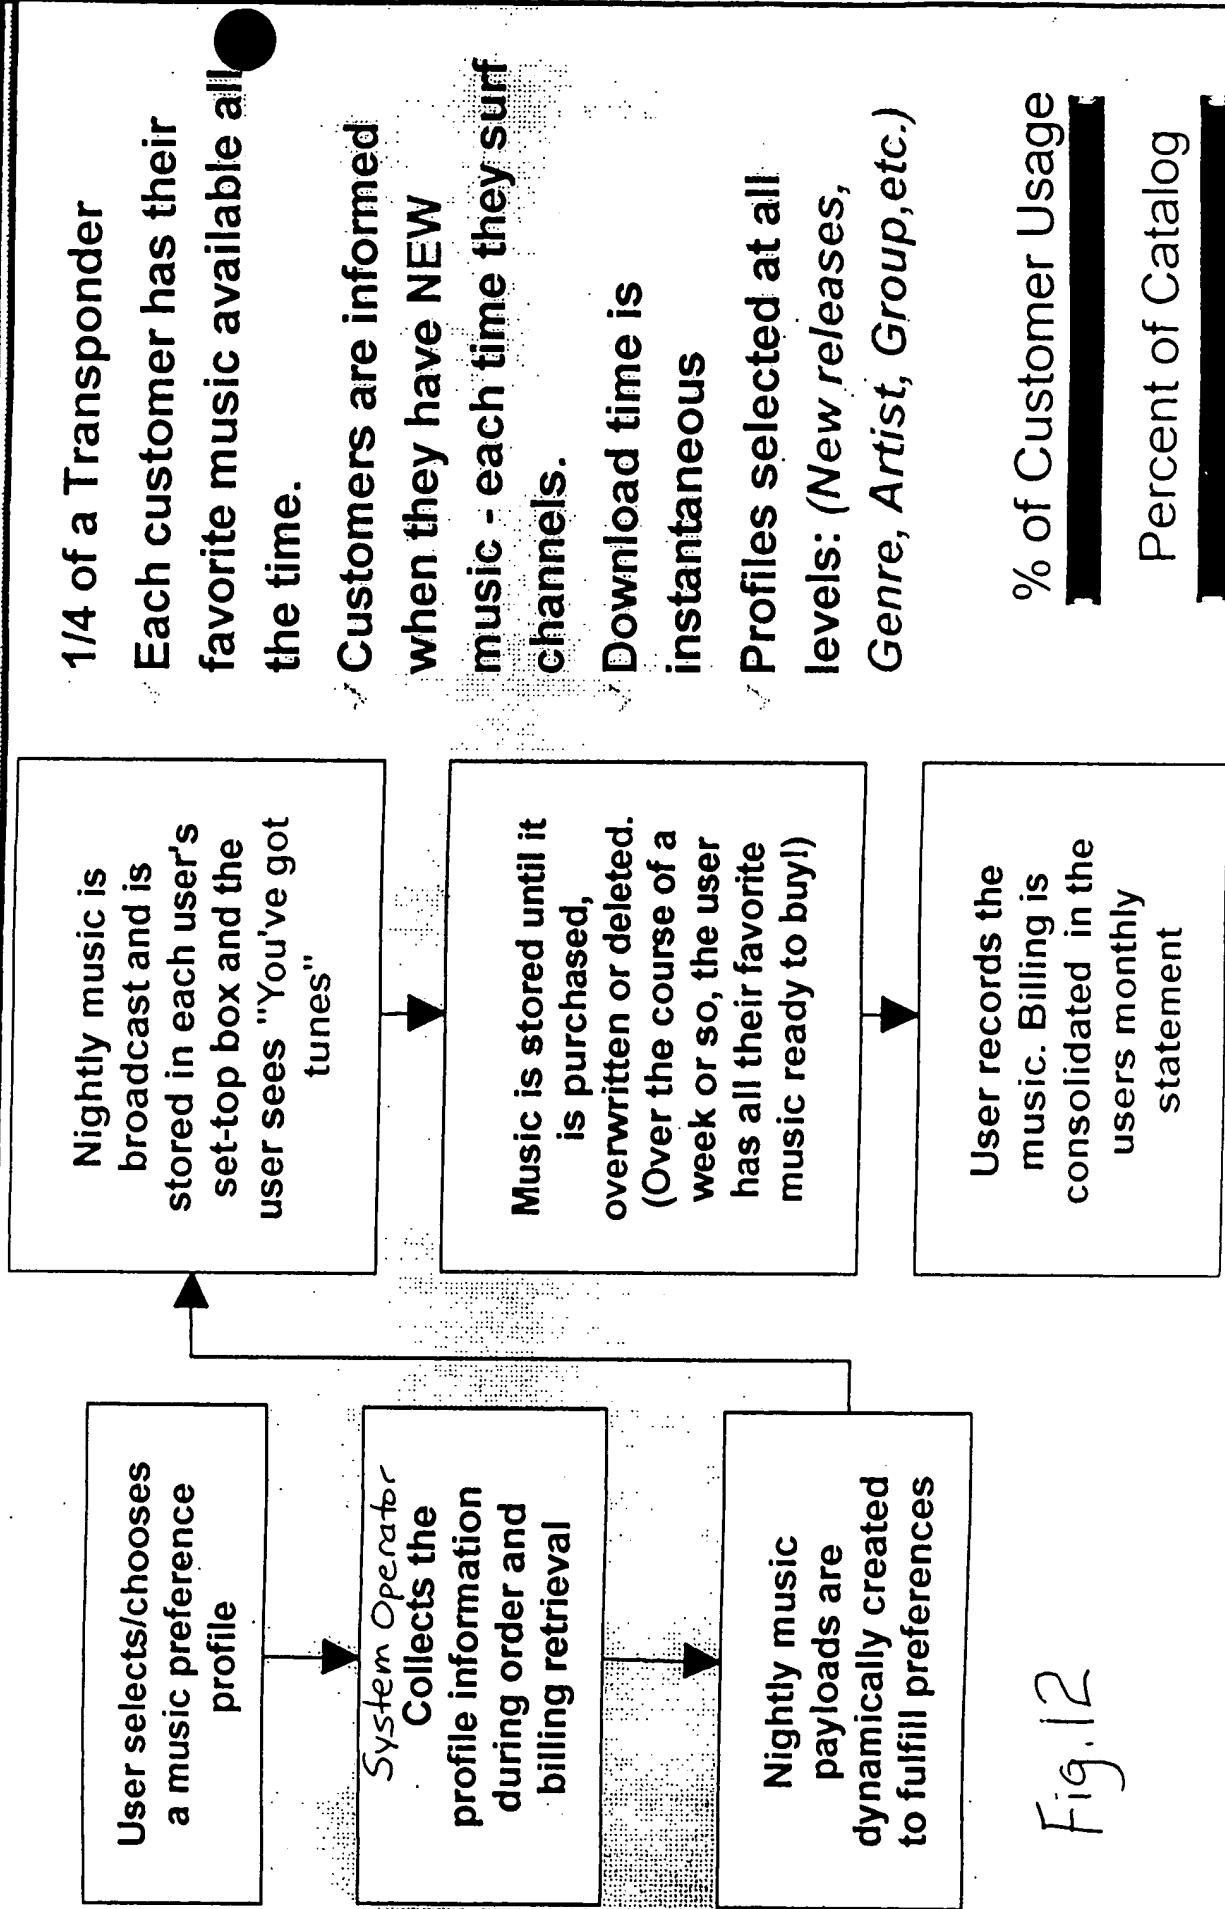 User selects/chooses
a music preference
profile
System Operator
Collects the
profile information
during order and
billing retrieval
Nightly music
payloads are
dynamically created
to fulfill preferences
Nightly music is
broadcast and is
stored in each user's
set-top box and the
user sees "You've got
tunes"
Music is stored until it
is purchased,
overwritten or deleted.
(Over the course of a
week or so, the user
has all their favorite
music ready to buy!)
User records the
music. Billing is
consolidated in the
users monthly
statement
1/4 of a Transponder
Each customer has their
favorite music available all
the time.
Customers are informed
when they have NEW
music - each time they surf
channels.
Download time is
instantaneous
Profiles selected at all
levels: (New releases,
Genre, Artist, Group,etc.)
% of Customer Usage
Percent of Catalog
Fig.12